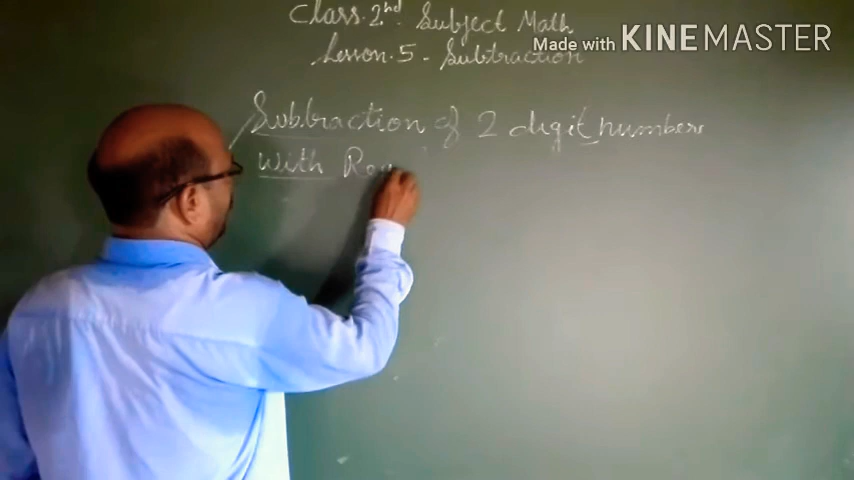 Class. 2nd. Subject Math
Made with KINEMASTER
Lesson. 5 - Subtraction
Subtraction of 2 digit numbers
with